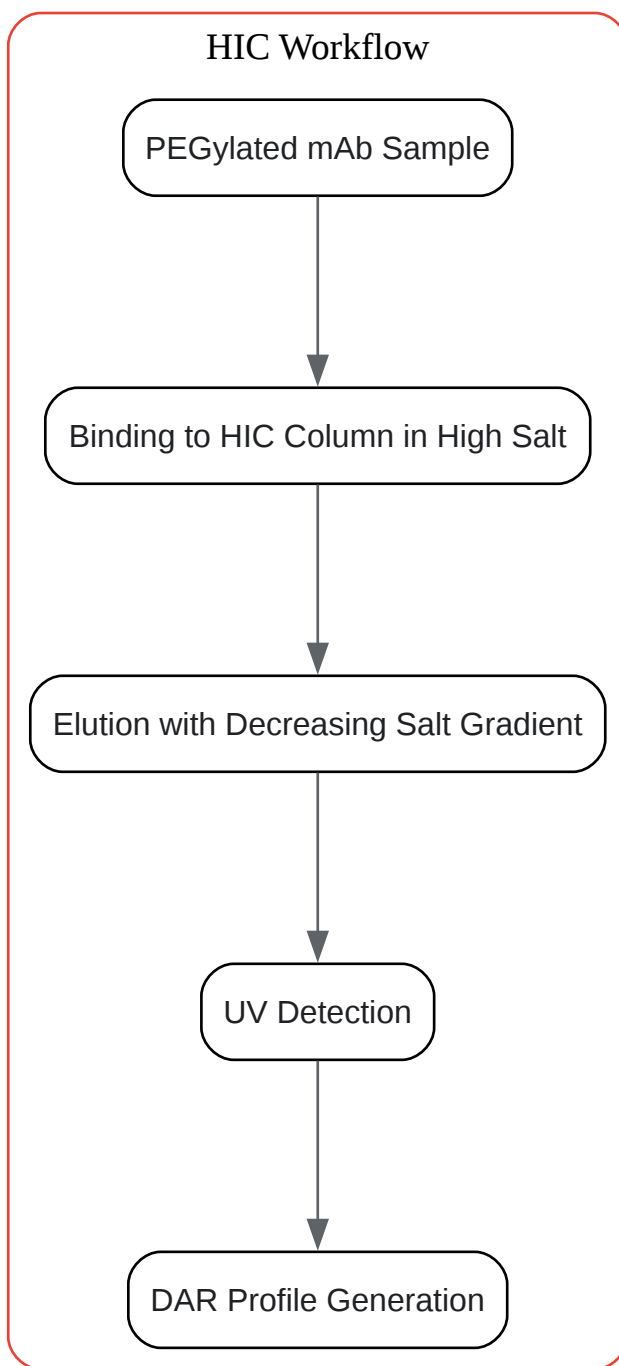 HIC Workflow
PEGylated mAb Sample
Binding to HIC Column in High Salt
Elution with Decreasing Salt Gradient
UV Detection
DAR Profile Generation